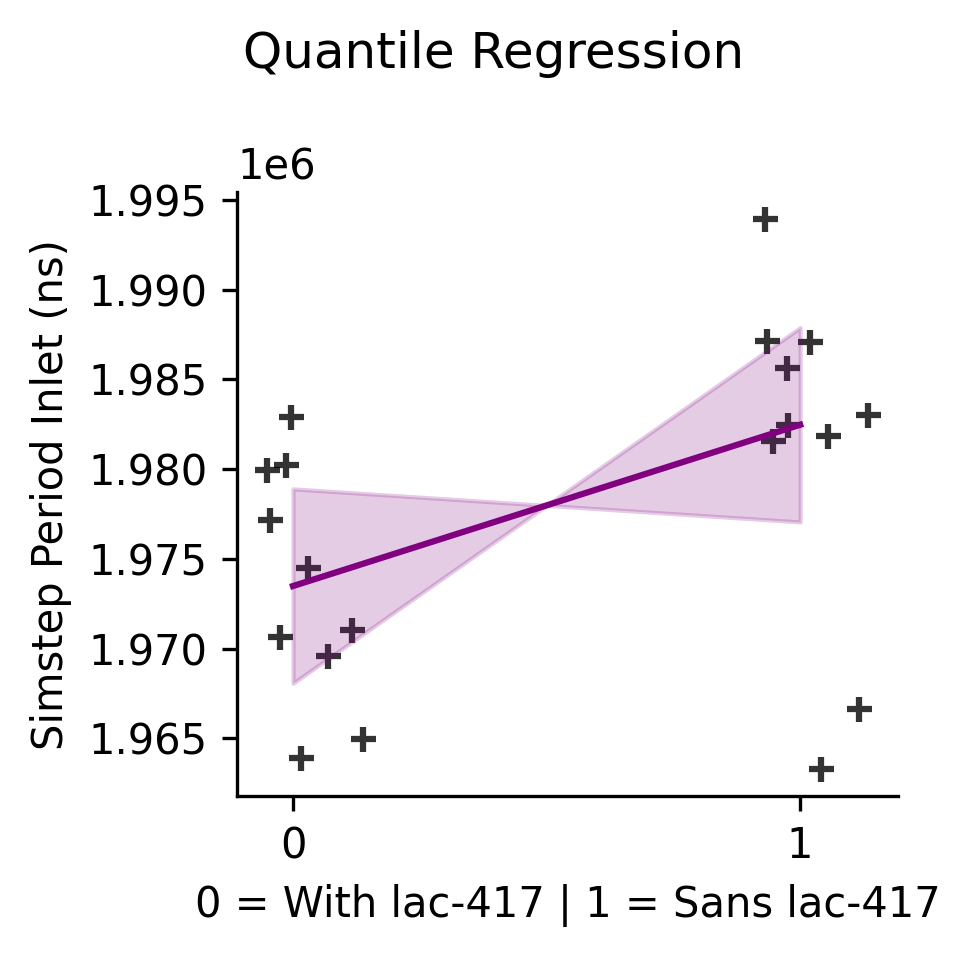 Quantile Regression
1e6
1.995
1.990
1.985
1.980
1.975
1.970
1.965
Simstep Period Inlet (ns)
0 1
0 = With lac-417 | 1 = Sans lac-417